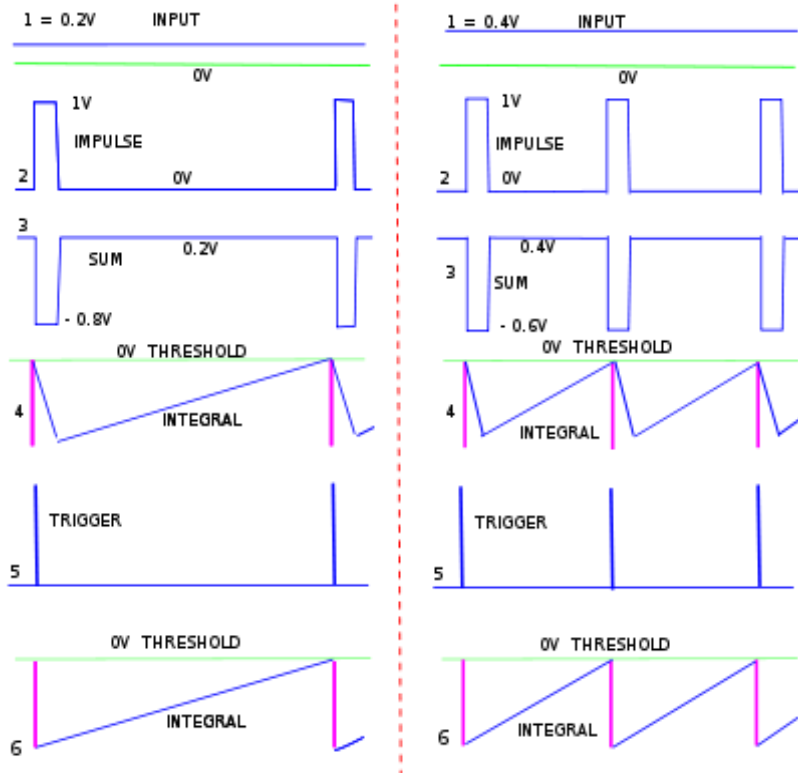 1 = 0.2V INPUT
0V
1V
IMPULSE
2
0V
3
0.2V
SUM
- 0.8V
0V THRESHOLD
4
INTEGRAL
TRIGGER
5
0V THRESHOLD
INTEGRAL
6
1 = 0.4V INPUT
0V
1V
IMPULSE
2
0V
0.4V
3
SUM
- 0.6V
0V THRESHOLD
4
INTEGRAL
TRIGGER
5
0V THRESHOLD
INTEGRAL
6